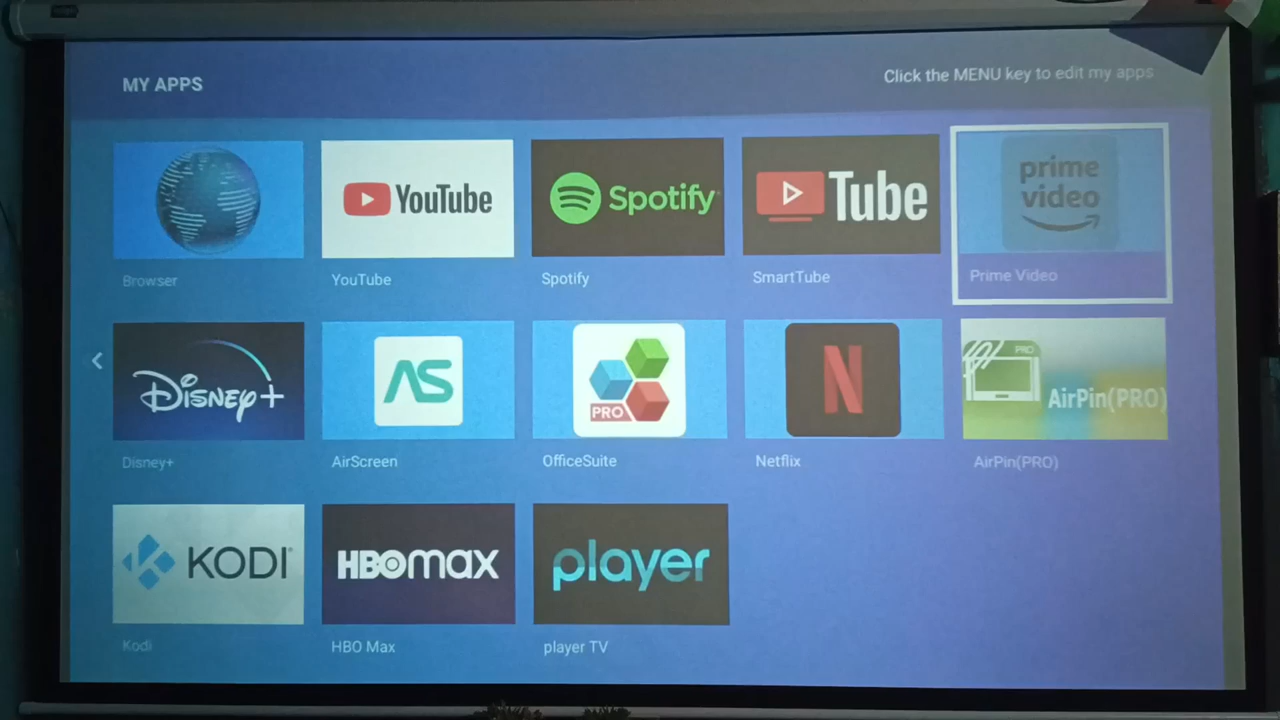 MY APPS
Click the MENU key to edit my apps
YouTube
Spotify
Tube
prime
video
Browser
YouTube
Spotify
SmartTube
Prime Video
Disney+
AS
PRO
N
PRO
AirPin(PRO)
Disney+
AirScreen
OfficeSuite
Netflix
AirPin(PRO)
KODI
HBOmax
player
Kodi
HBO Max
player TV